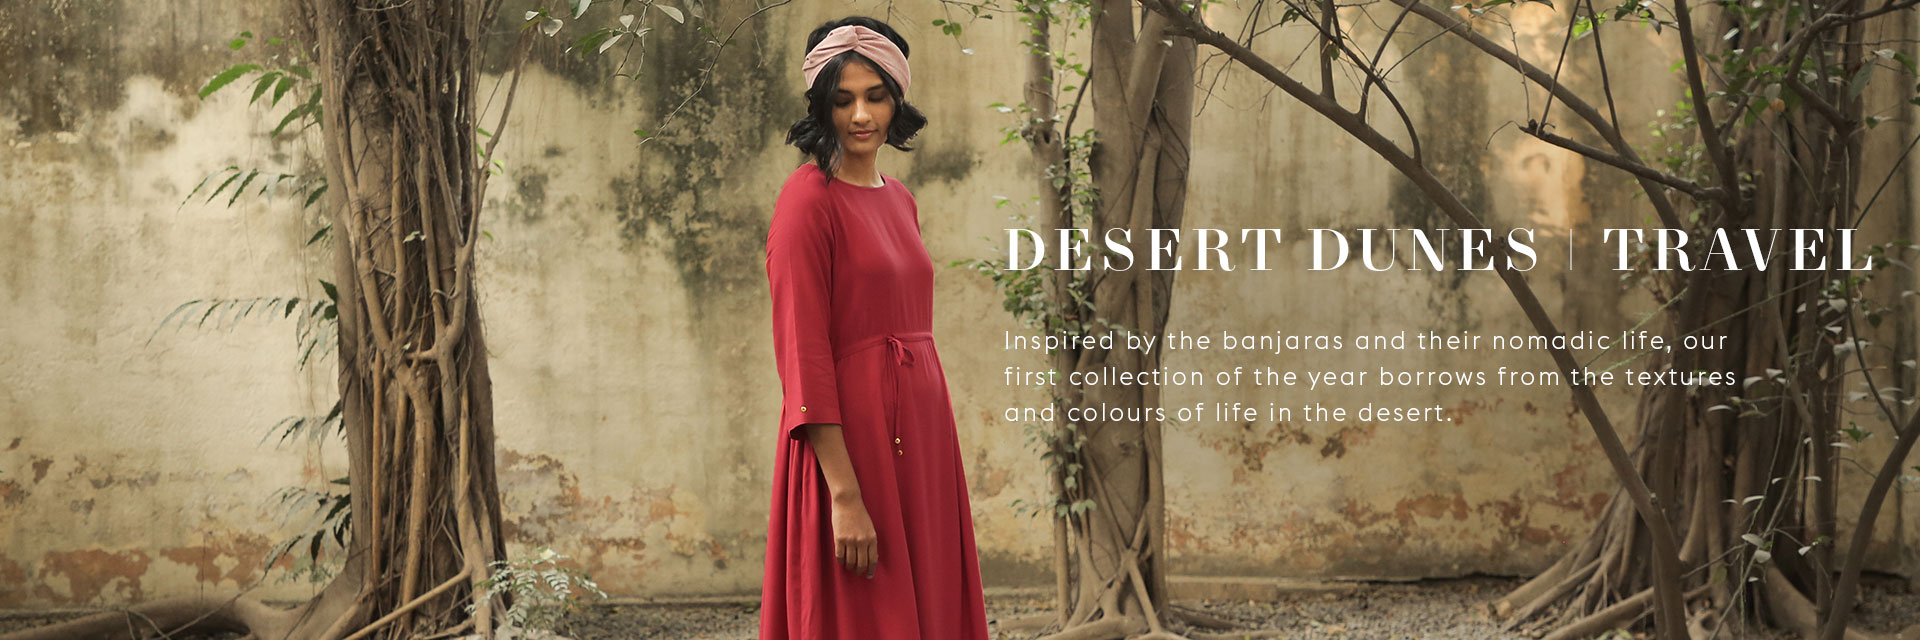 DESERT DUNES | TRAVEL
Inspired by the banjaras and their nomadic life, our
first collection of the year borrows from the textures
and colours of life in the desert.